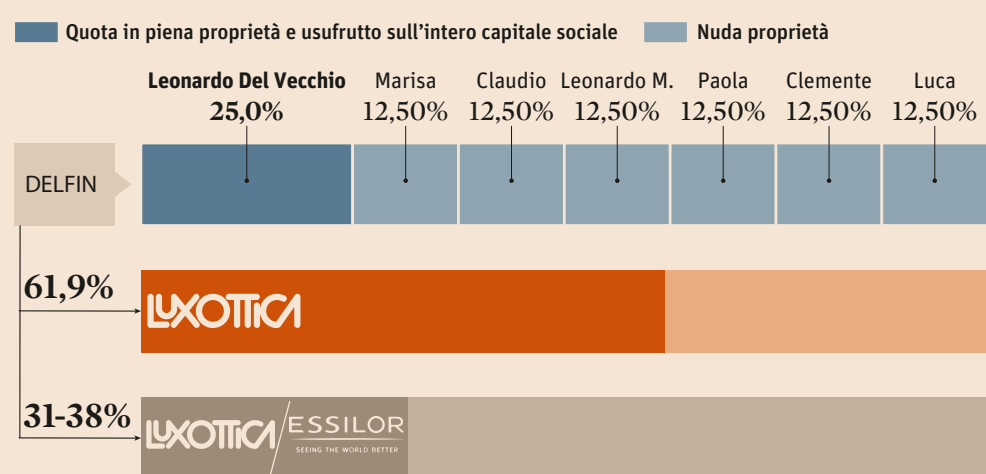 Quota in piena proprietà e usufrutto sull'intero capitale sociale Nuda proprietà
Leonardo Del Vecchio Marisa Claudio Leonardo M. Paola Clemente Luca
25,0% 12,50% 12,50% 12,50% 12,50% 12,50% 12,50%
DELFIN
61,9%
LUXOTTICA
31-38%
LUXOTTICA/ESSILOR
SEEING THE WORLD BETTER